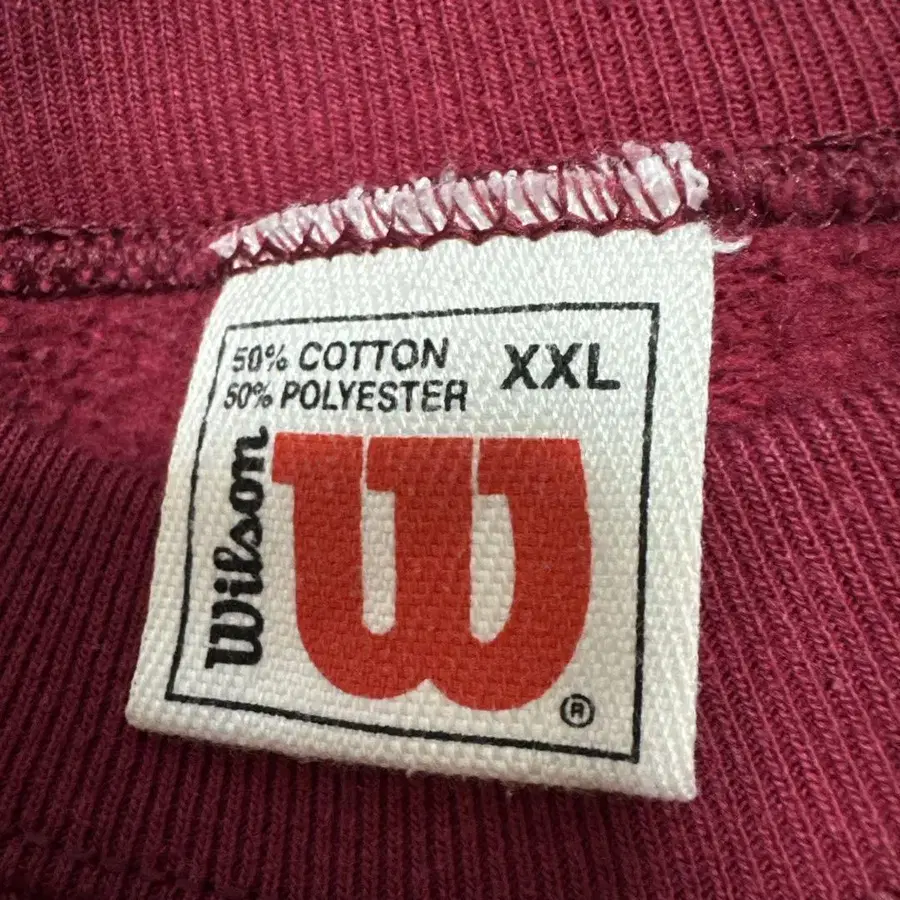 50% COTTON
50% POLYESTER
XXL
Wilson
W
®